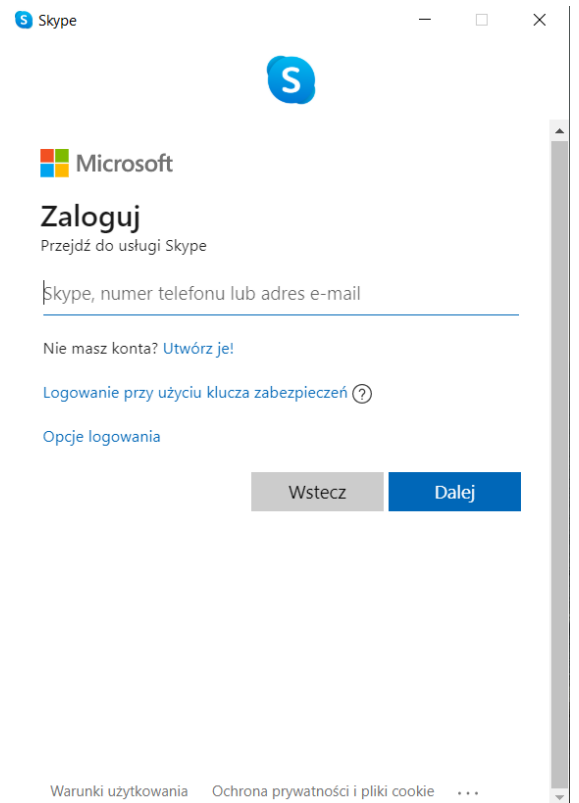 Skype
Microsoft
Zaloguj
Przejdź do usługi Skype
Skype, numer telefonu lub adres e-mail
Nie masz konta? Utwórz je!
Logowanie przy użyciu klucza zabezpieczeń ?
Opcje logowania
Wstecz Dalej
Warunki użytkowania Ochrona prywatności i pliki cookie ...